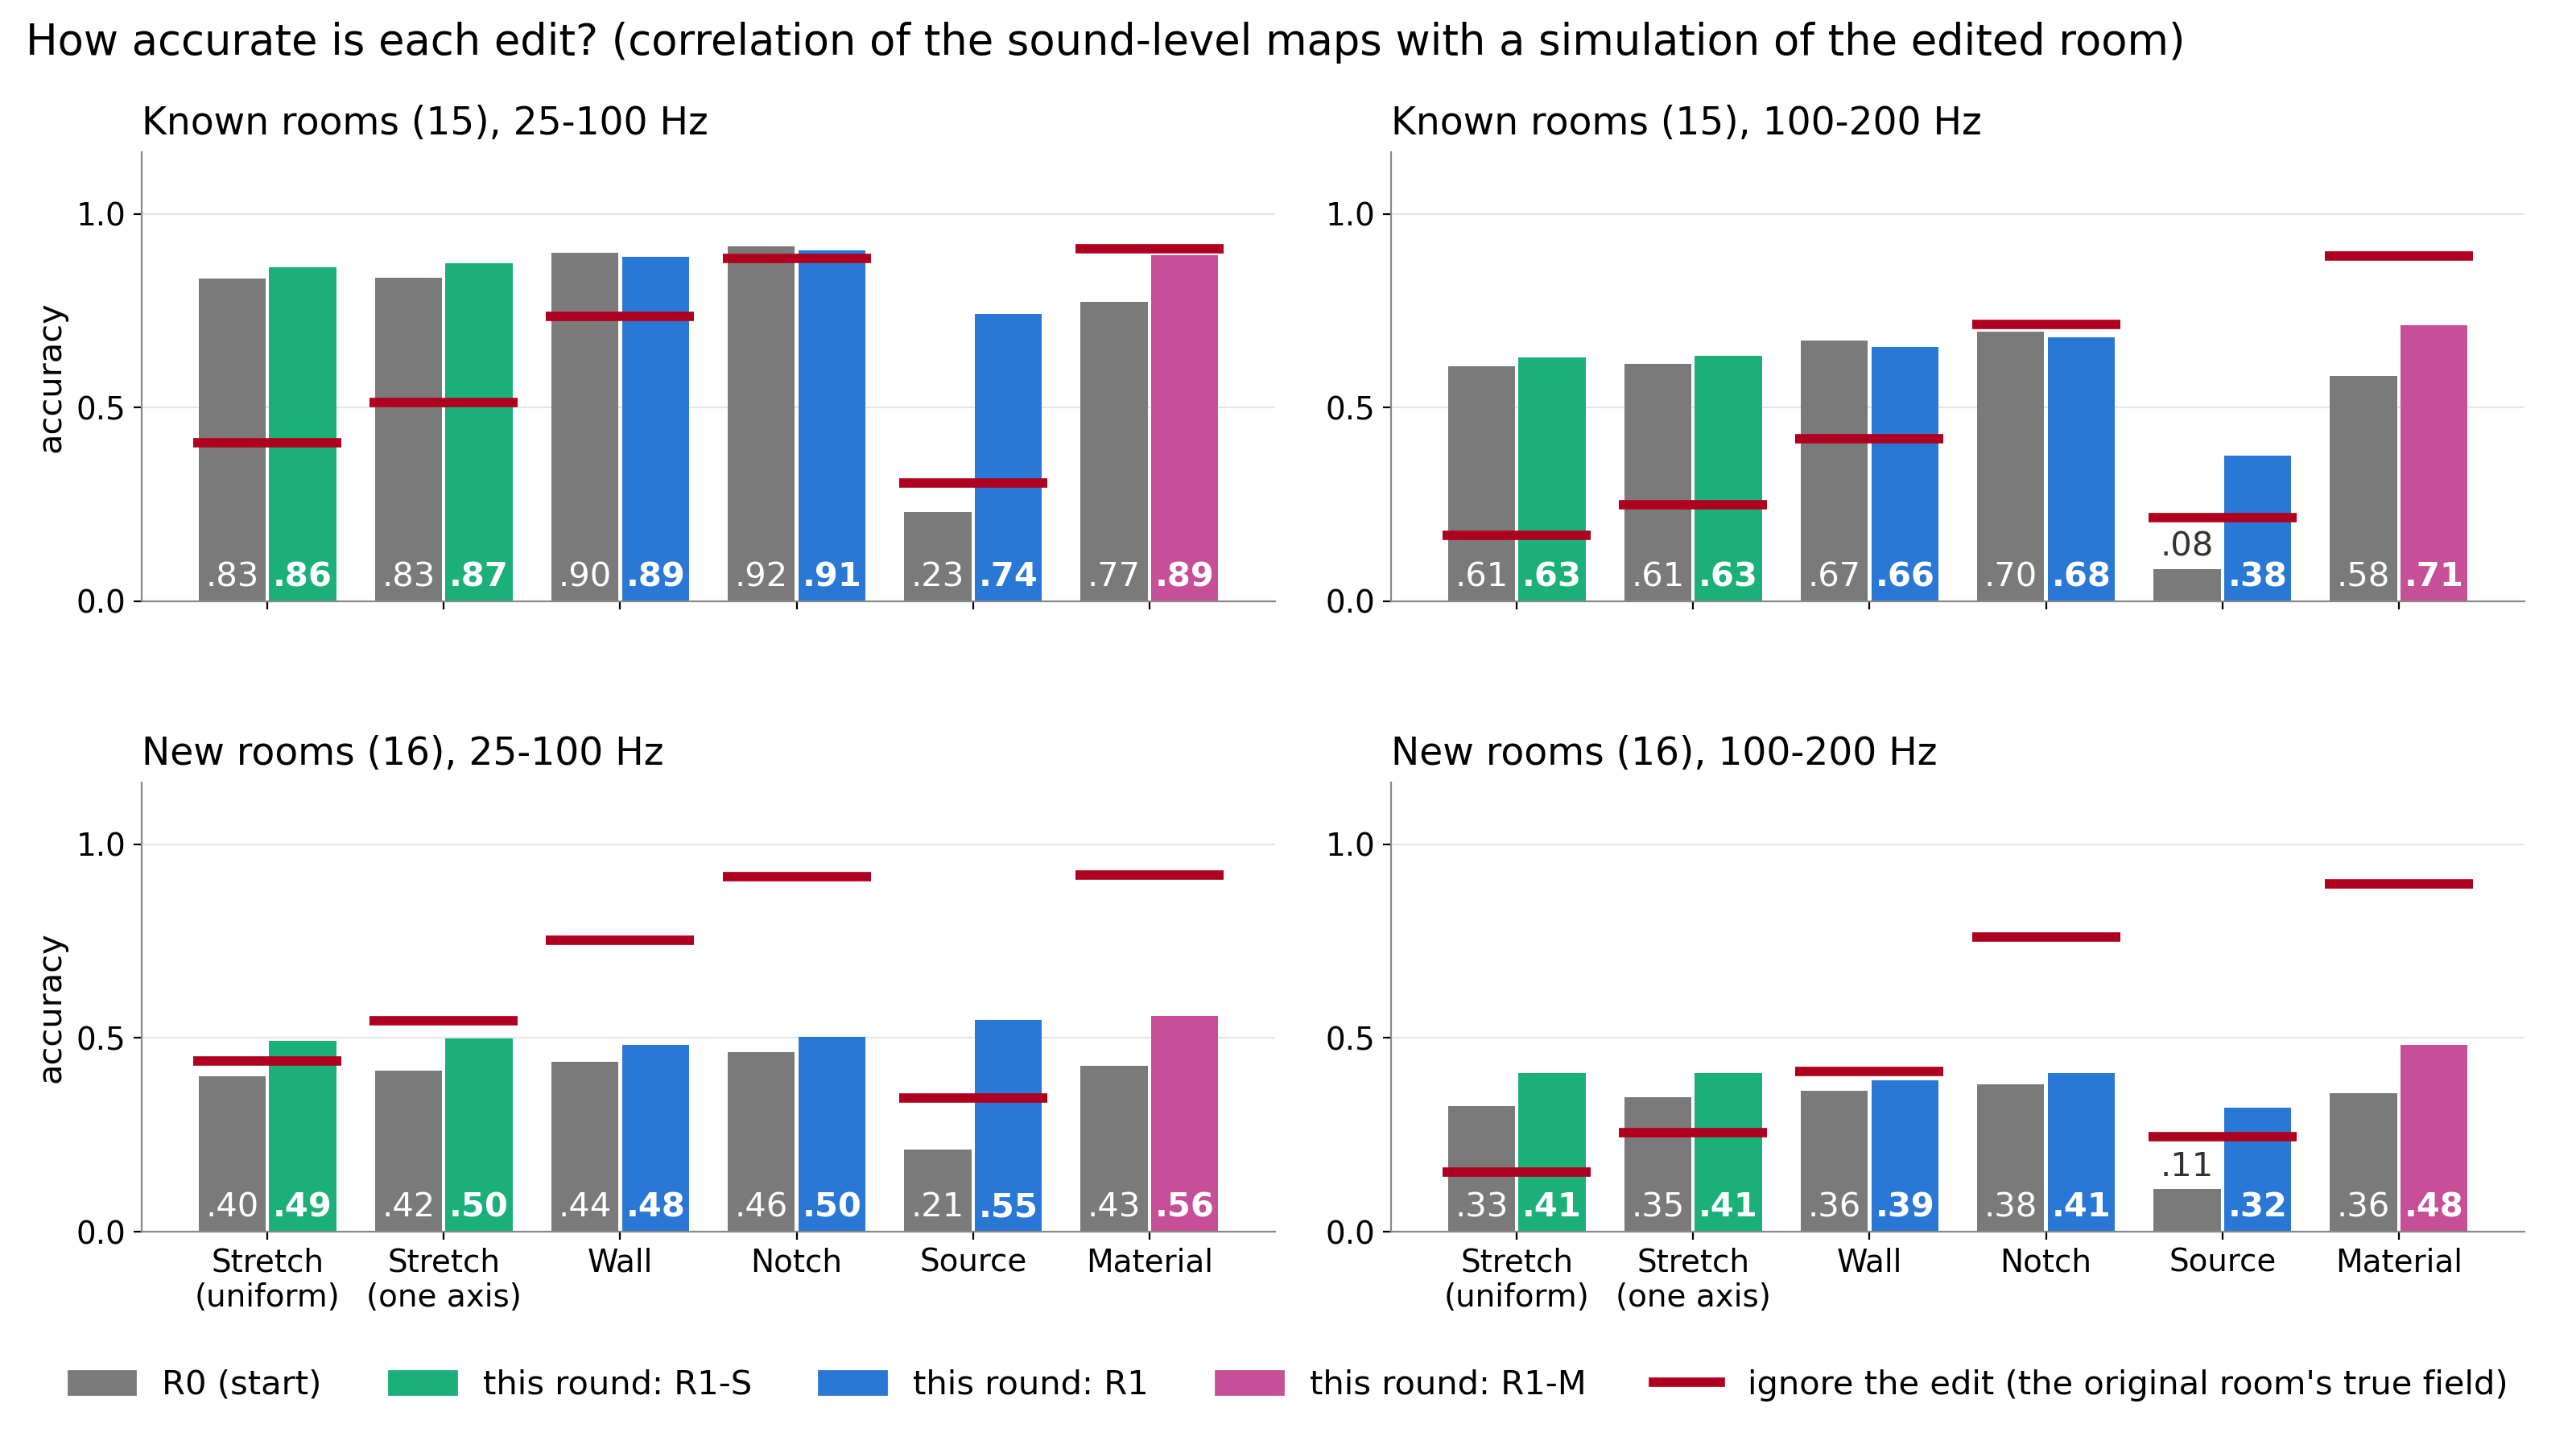 How accurate is each edit? (correlation of the sound-level maps with a simulation of the edited room)
Known rooms (15), 25-100 Hz
1.0
0.5
0.0
accuracy
.83 .86 .83 .87 .90 .89 .92 .91 .23 .74 .77 .89
Known rooms (15), 100-200 Hz
1.0
0.5
0.0
.08
.61 .63 .61 .63 .67 .66 .70 .68 .38 .58 .71
New rooms (16), 25-100 Hz
1.0
0.5
0.0
accuracy
.40 .49 .42 .50 .44 .48 .46 .50 .21 .55 .43 .56
Stretch (uniform)
Stretch (one axis)
Wall
Notch
Source
Material
New rooms (16), 100-200 Hz
1.0
0.5
0.0
.11
.33 .41 .35 .41 .36 .39 .38 .41 .32 .36 .48
Stretch (uniform)
Stretch (one axis)
Wall
Notch
Source
Material
R0 (start)
this round: R1-S
this round: R1
this round: R1-M
ignore the edit (the original room's true field)